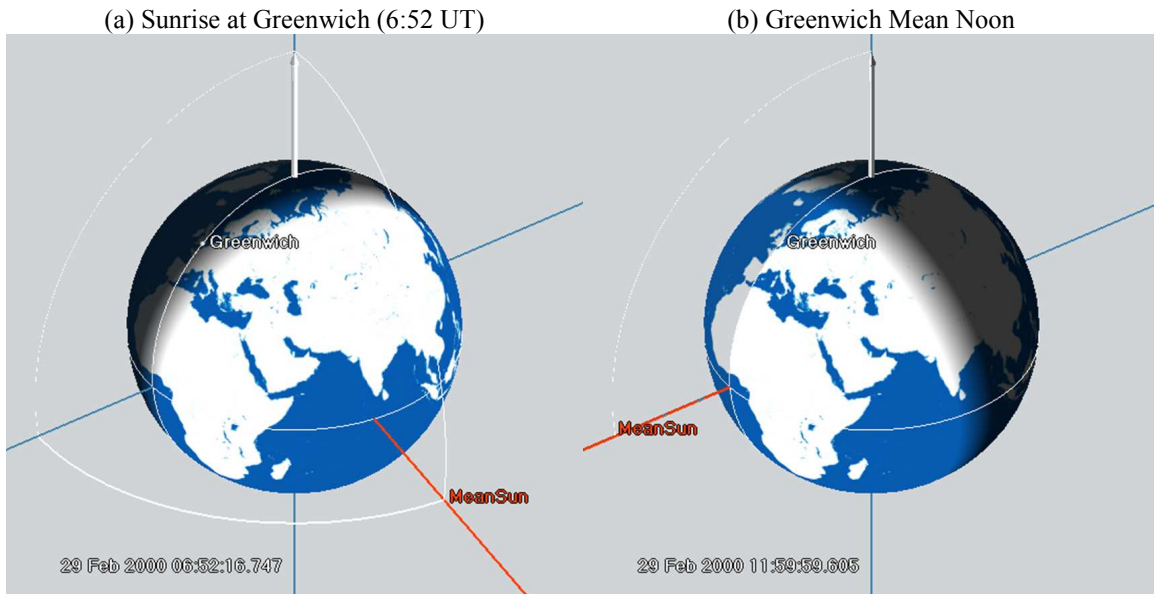 (a) Sunrise at Greenwich (6:52 UT)
(b) Greenwich Mean Noon
Greenwich
MeanSun
29 Feb 2000 06:52:16.747
Greenwich
MeanSun
29 Feb 2000 11:59:59.605